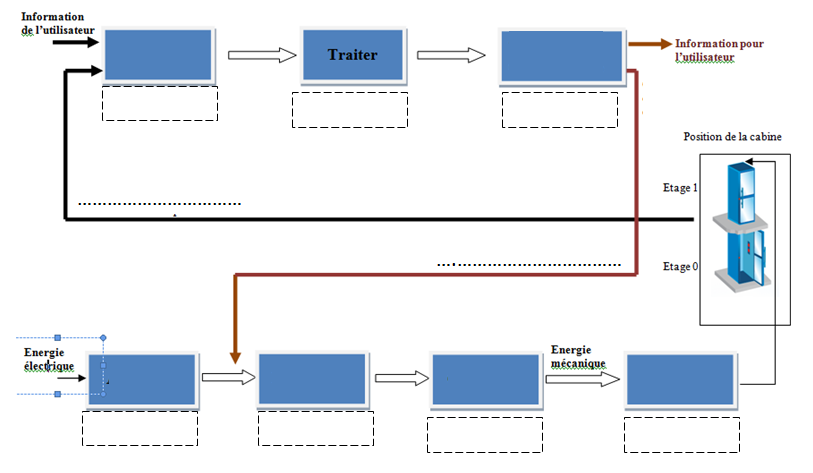 Information
de l'utilisateur
Traiter
Information pour
l'utilisateur
Position de la cabine
Etage 1
……………………………
Etage 0
….……………………………
Energie
électrique
Energie
mécanique